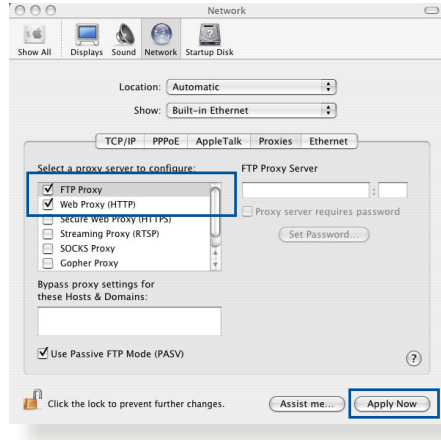 Network
Show All
Displays
Sound
Network
Startup Disk
Location: Automatic
Show: Built-in Ethernet
TCP/IP
PPPoE
AppleTalk
Proxies
Ethernet
Select a proxy server to configure:
FTP Proxy
Web Proxy (HTTP)
Secure Web Proxy (HTTPS)
Streaming Proxy (RTSP)
SOCKS Proxy
Gopher Proxy
FTP Proxy Server
:
Proxy server requires password
Set Password...
Bypass proxy settings for
these Hosts & Domains:
Use Passive FTP Mode (PASV)
?
Click the lock to prevent further changes.
Assist me...
Apply Now